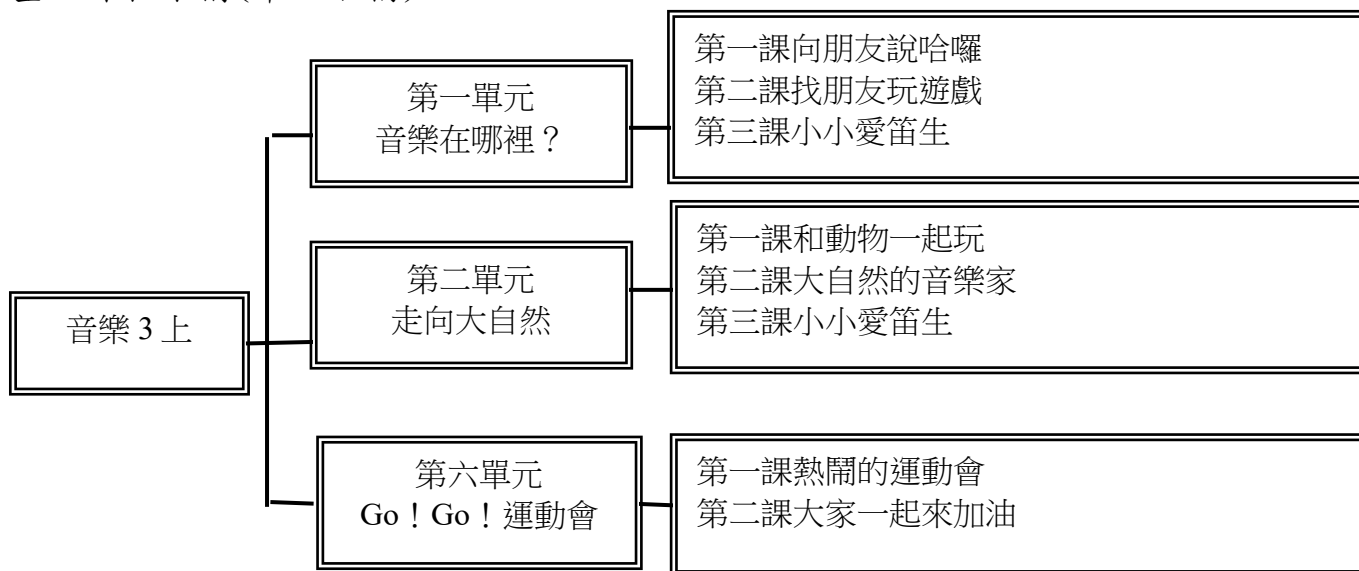 音樂 3 上
第一單元
音樂在哪裡？
第一課向朋友說哈囉
第二課找朋友玩遊戲
第三課小小愛笛生
第二單元
走向大自然
第一課和動物一起玩
第二課大自然的音樂家
第三課小小愛笛生
第六單元
Go！Go！運動會
第一課熱鬧的運動會
第二課大家一起來加油